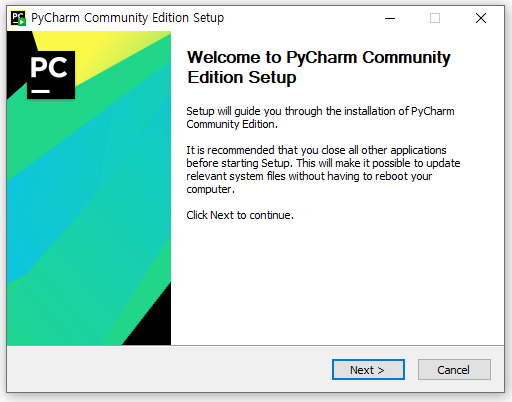 PyCharm Community Edition Setup
PC
Welcome to PyCharm Community
Edition Setup
Setup will guide you through the installation of PyCharm
Community Edition.
It is recommended that you close all other applications
before starting Setup. This will make it possible to update
relevant system files without having to reboot your
computer.
Click Next to continue.
Next >
Cancel